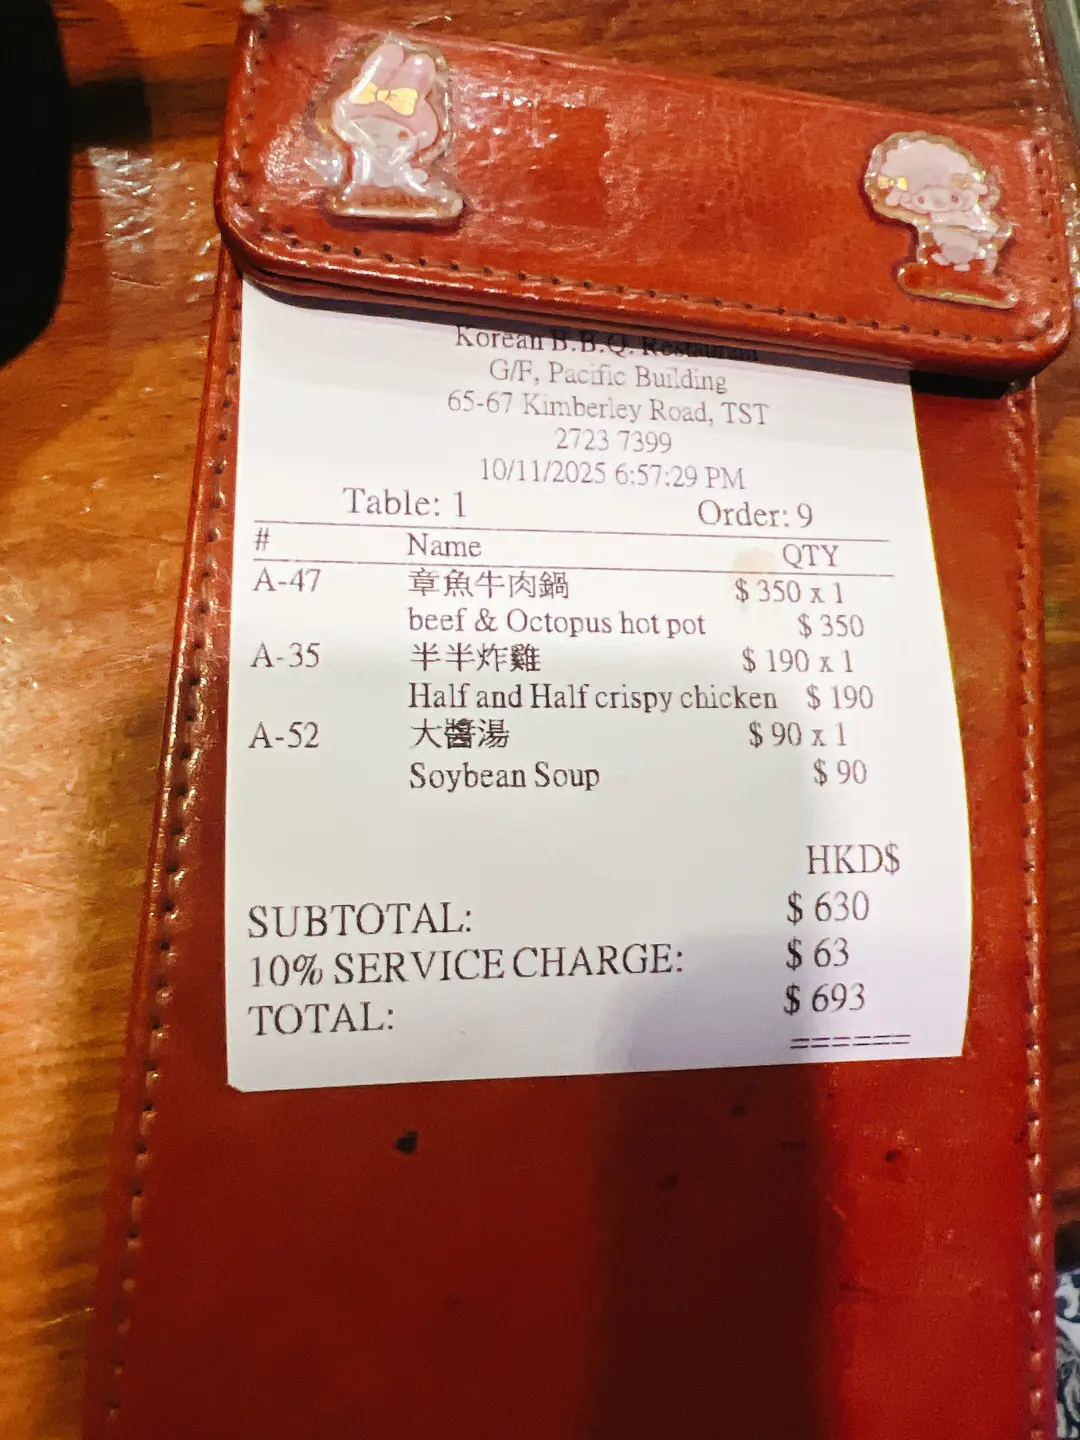 Korean B.B.Q. Restaurant
G/F, Pacific Building
65-67 Kimberley Road, TST
2723 7399
10/11/2025 6:57:29 PM
Table: 1 Order: 9
# Name QTY
A-47 章魚牛肉鍋 $ 350 x 1
beef & Octopus hot pot $ 350
A-35 半半炸雞 $ 190 x 1
Half and Half crispy chicken $ 190
A-52 大醬湯 $ 90 x 1
Soybean Soup $ 90
HKD$
SUBTOTAL: $ 630
10% SERVICE CHARGE: $ 63
TOTAL: $ 693
======